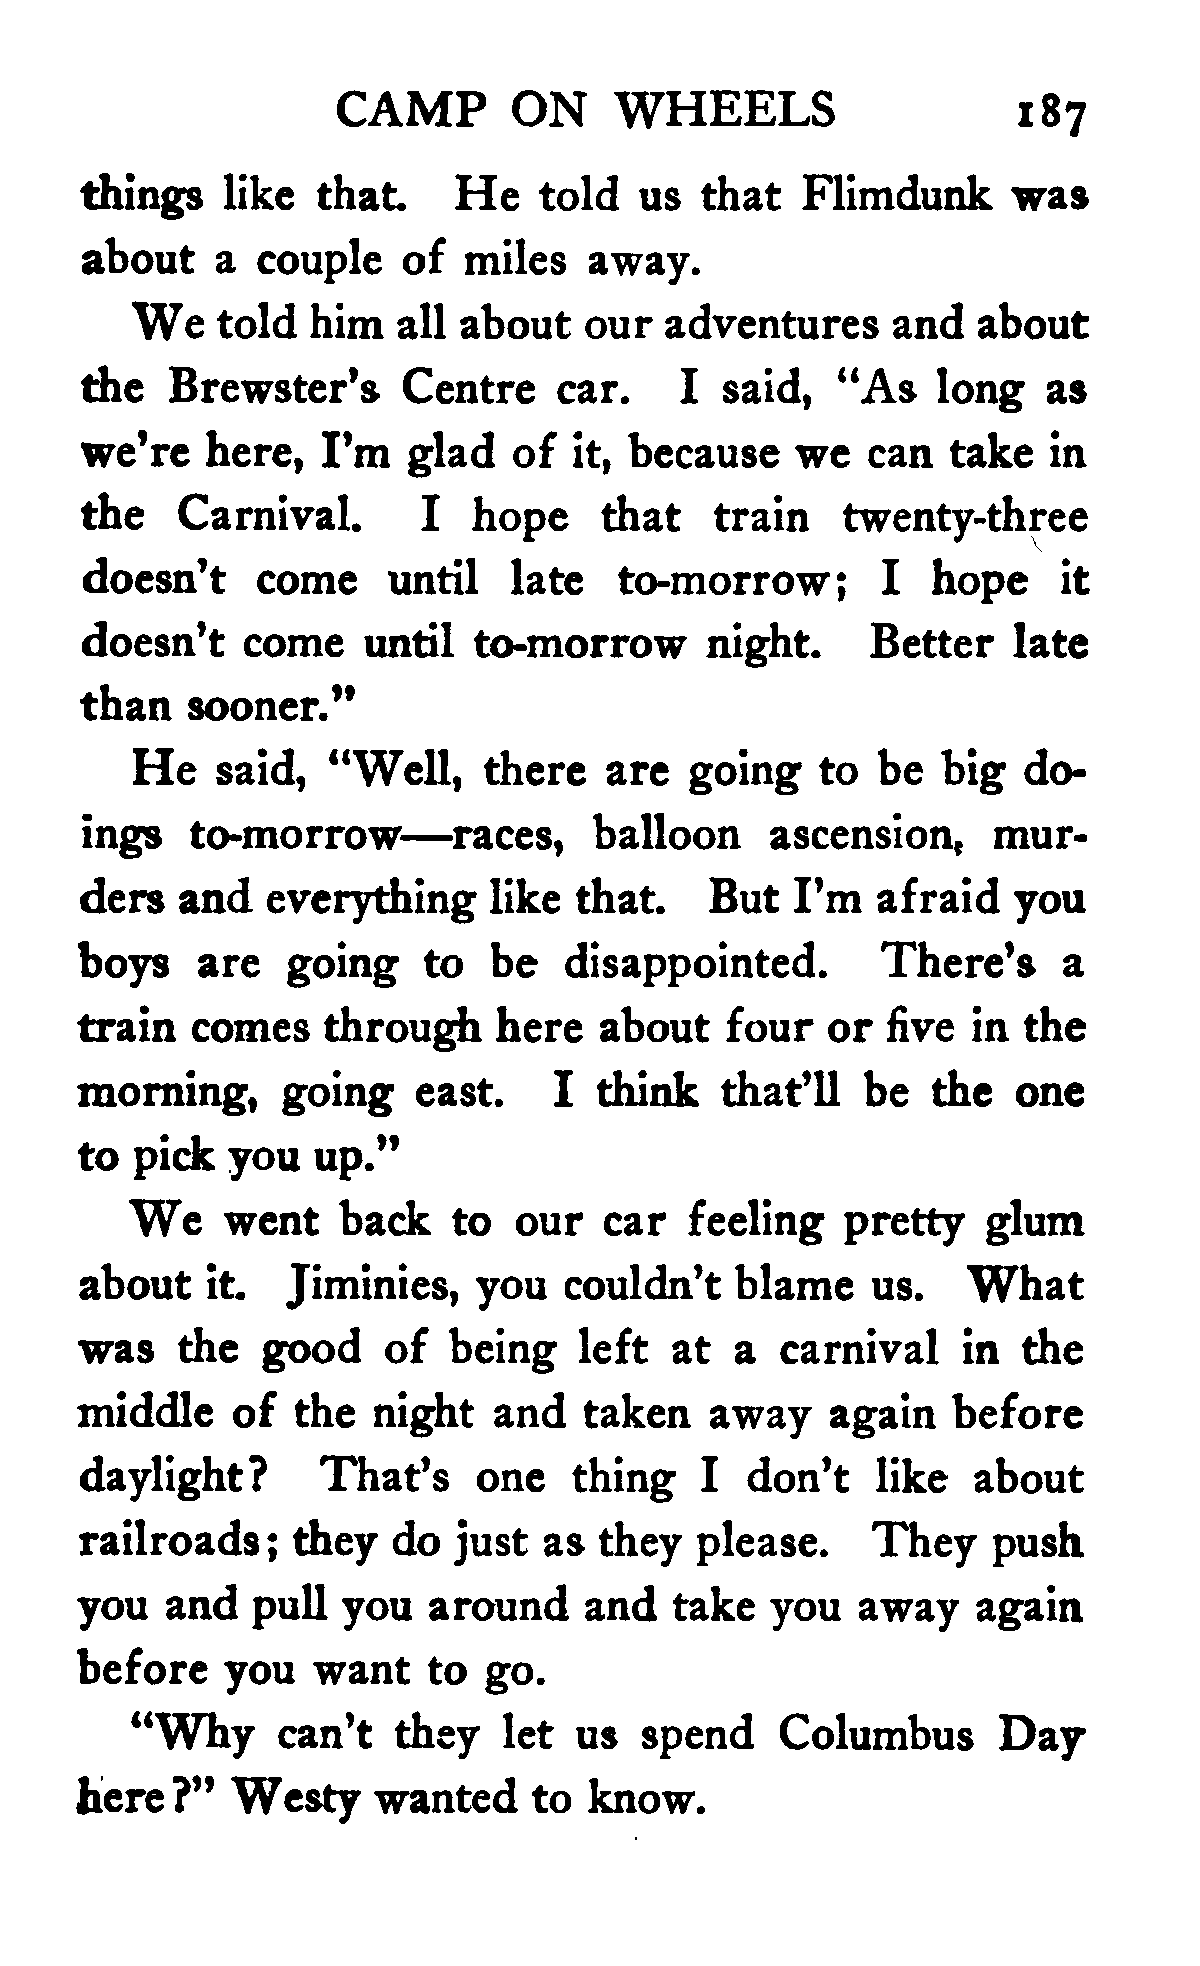 CAMP ON WHEELS 187
things like that. He told us that Flimdunk was
about a couple of miles away.
We told him all about our adventures and about
the Brewster's Centre car. I said, "As long as
we're here, I'm glad of it, because we can take in
the Carnival. I hope that train twenty-three
doesn't come until late to-morrow; I hope it
doesn't come until to-morrow night. Better late
than sooner."
He said, "Well, there are going to be big do-
ings to-morrow—races, balloon ascension, mur-
ders and everything like that. But I'm afraid you
boys are going to be disappointed. There's a
train comes through here about four or five in the
morning, going east. I think that'll be the one
to pick you up."
We went back to our car feeling pretty glum
about it. Jiminies, you couldn't blame us. What
was the good of being left at a carnival in the
middle of the night and taken away again before
daylight? That's one thing I don't like about
railroads; they do just as they please. They push
you and pull you around and take you away again
before you want to go.
"Why can't they let us spend Columbus Day
here?" Westy wanted to know.